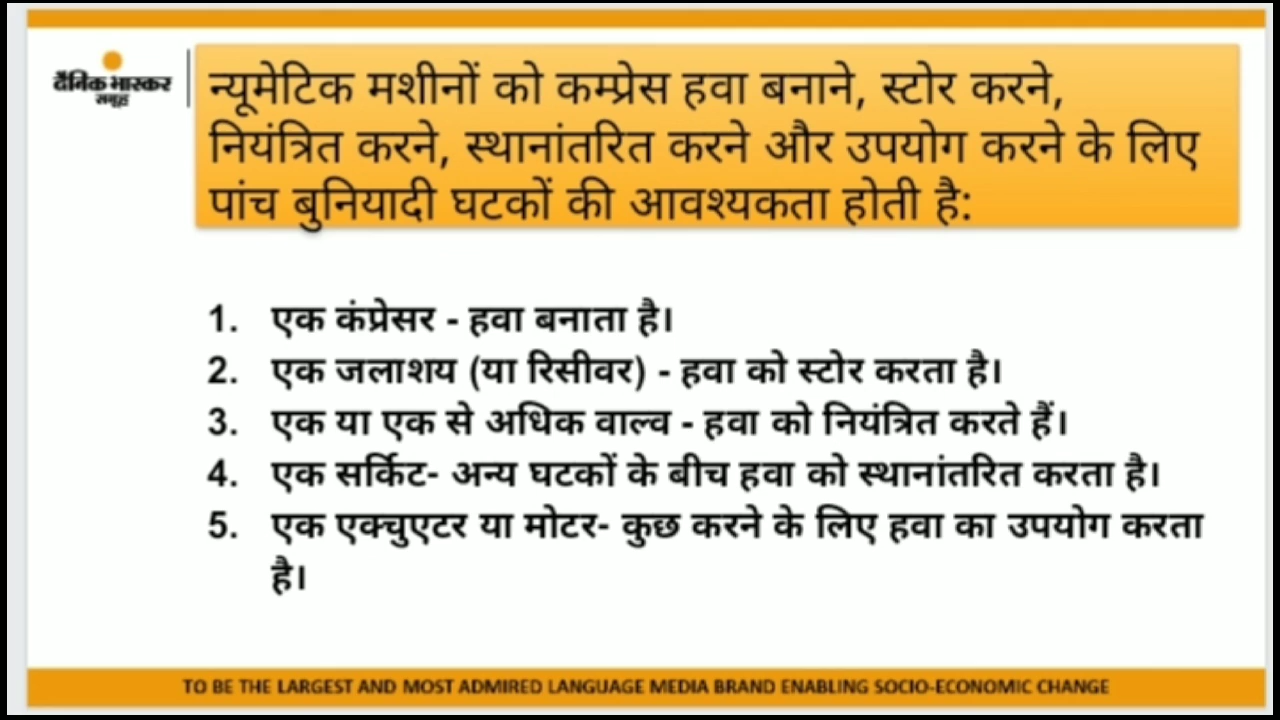 दैनिक भास्कर
समूह
न्यूमेटिक मशीनों को कम्प्रेस हवा बनाने, स्टोर करने,
नियंत्रित करने, स्थानांतरित करने और उपयोग करने के लिए
पांच बुनियादी घटकों की आवश्यकता होती है:
1. एक कंप्रेसर - हवा बनाता है।
2. एक जलाशय (या रिसीवर) - हवा को स्टोर करता है।
3. एक या एक से अधिक वाल्व - हवा को नियंत्रित करते हैं।
4. एक सर्किट- अन्य घटकों के बीच हवा को स्थानांतरित करता है।
5. एक एक्चुएटर या मोटर- कुछ करने के लिए हवा का उपयोग करता
है।
TO BE THE LARGEST AND MOST ADMIRED LANGUAGE MEDIA BRAND ENABLING SOCIO-ECONOMIC CHANGE